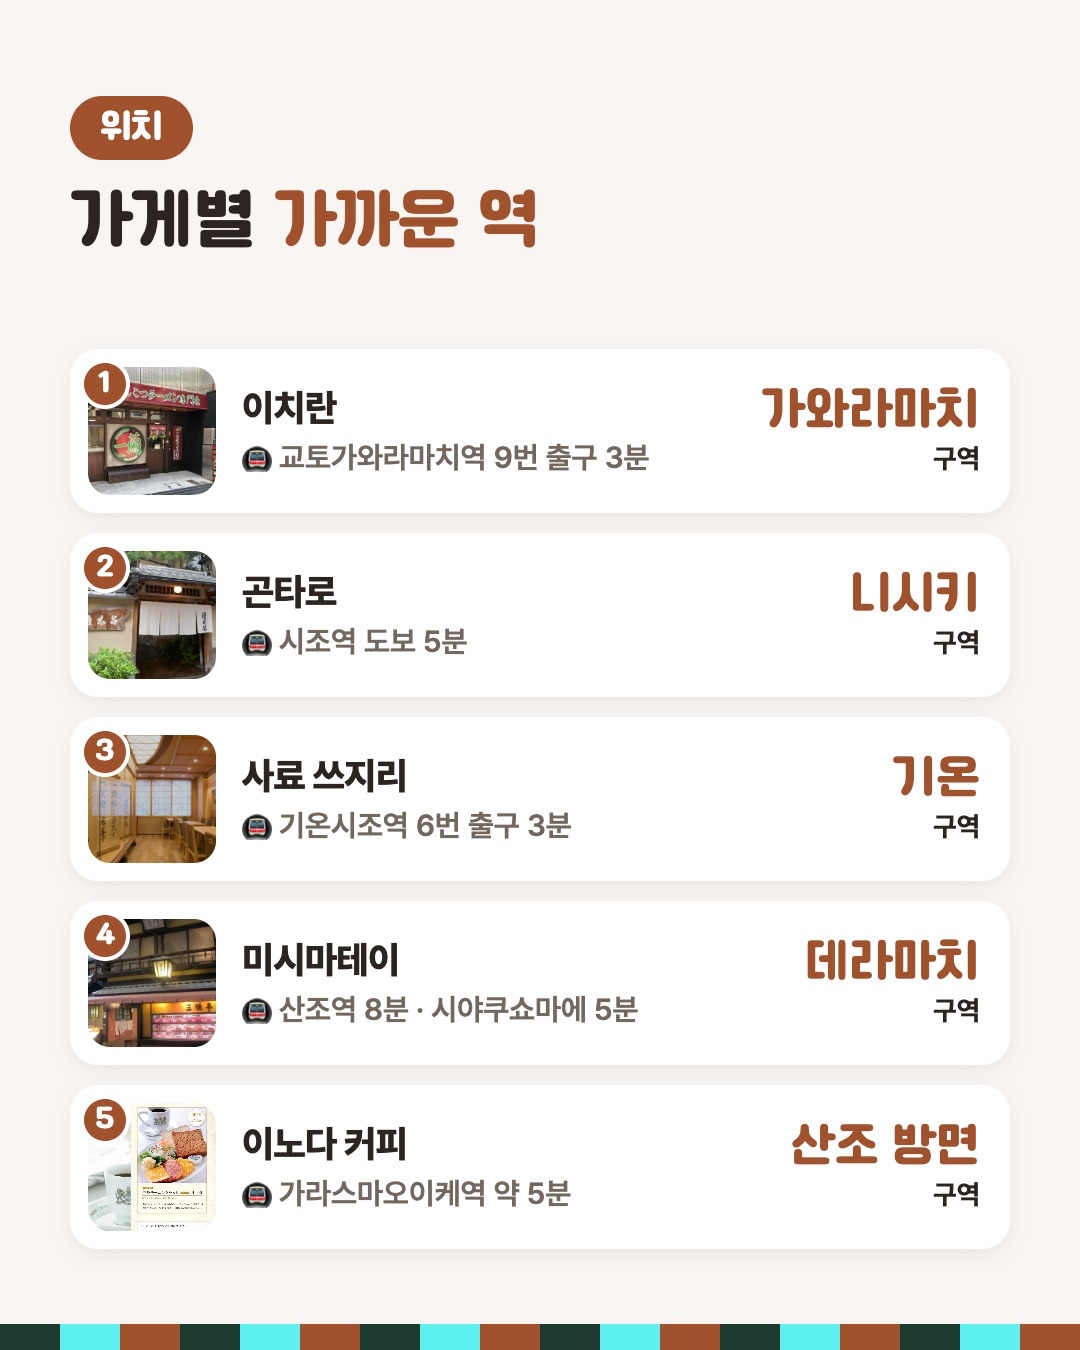 위치
가게별 가까운 역
1
이치란
교토가와라마치역 9번 출구 3분
가와라마치
구역
2
곤타로
시조역 도보 5분
니시키
구역
3
사료 쓰지리
기온시조역 6번 출구 3분
기온
구역
4
미시마테이
산조역 8분 · 시야쿠쇼마에 5분
데라마치
구역
5
이노다 커피
가라스마오이케역 약 5분
산조 방면
구역